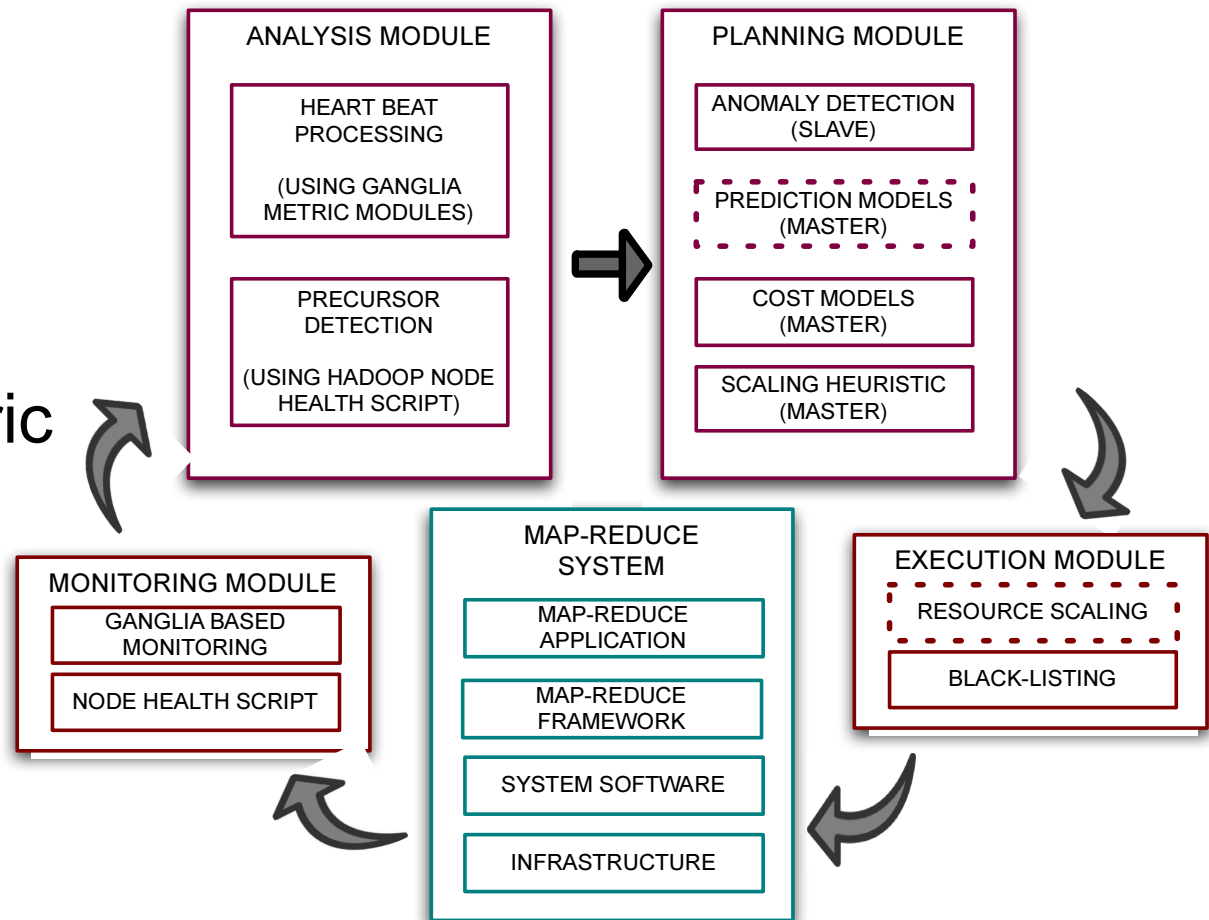 ANALYSIS MODULE
HEART BEAT
PROCESSING
(USING GANGLIA
METRIC MODULES)
PRECURSOR
DETECTION
(USING HADOOP NODE
HEALTH SCRIPT)
PLANNING MODULE
ANOMALY DETECTION
(SLAVE)
PREDICTION MODELS
(MASTER)
COST MODELS
(MASTER)
SCALING HEURISTIC
(MASTER)
ric
MONITORING MODULE
GANGLIA BASED
MONITORING
NODE HEALTH SCRIPT
MAP-REDUCE
SYSTEM
MAP-REDUCE
APPLICATION
MAP-REDUCE
FRAMEWORK
SYSTEM SOFTWARE
INFRASTRUCTURE
EXECUTION MODULE
RESOURCE SCALING
BLACK-LISTING